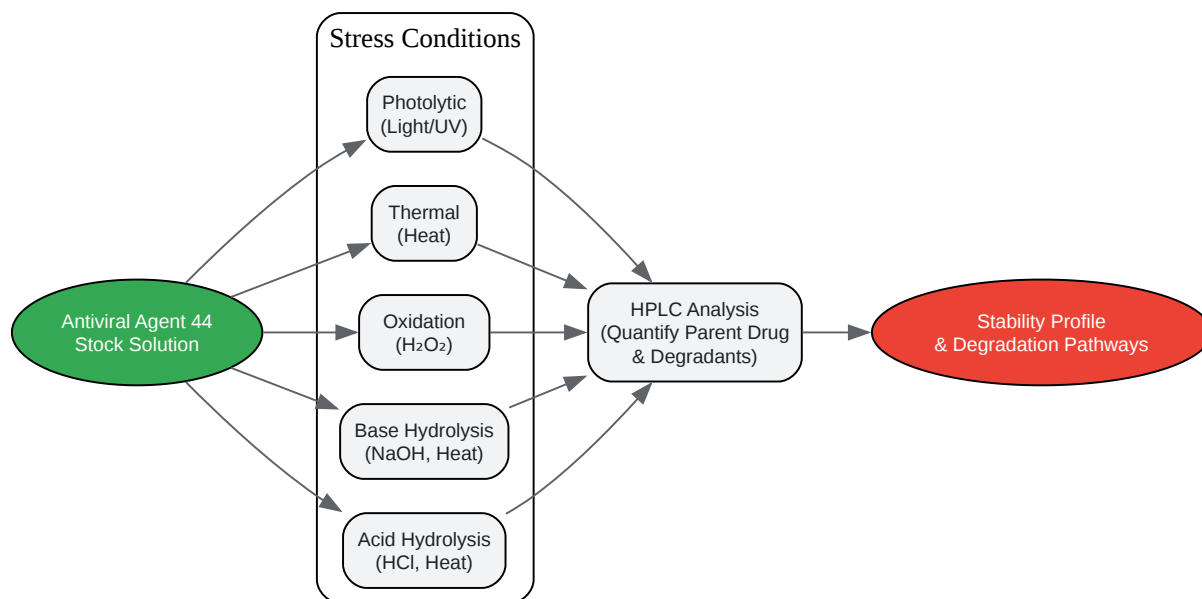 Stress Conditions
Photolytic
(Light/UV)
Thermal
(Heat)
Antiviral Agent 44
Stock Solution
Oxidation
(H₂O₂)
HPLC Analysis
(Quantify Parent Drug
& Degradants)
Stability Profile
& Degradation Pathways
Base Hydrolysis
(NaOH, Heat)
Acid Hydrolysis
(HCl, Heat)